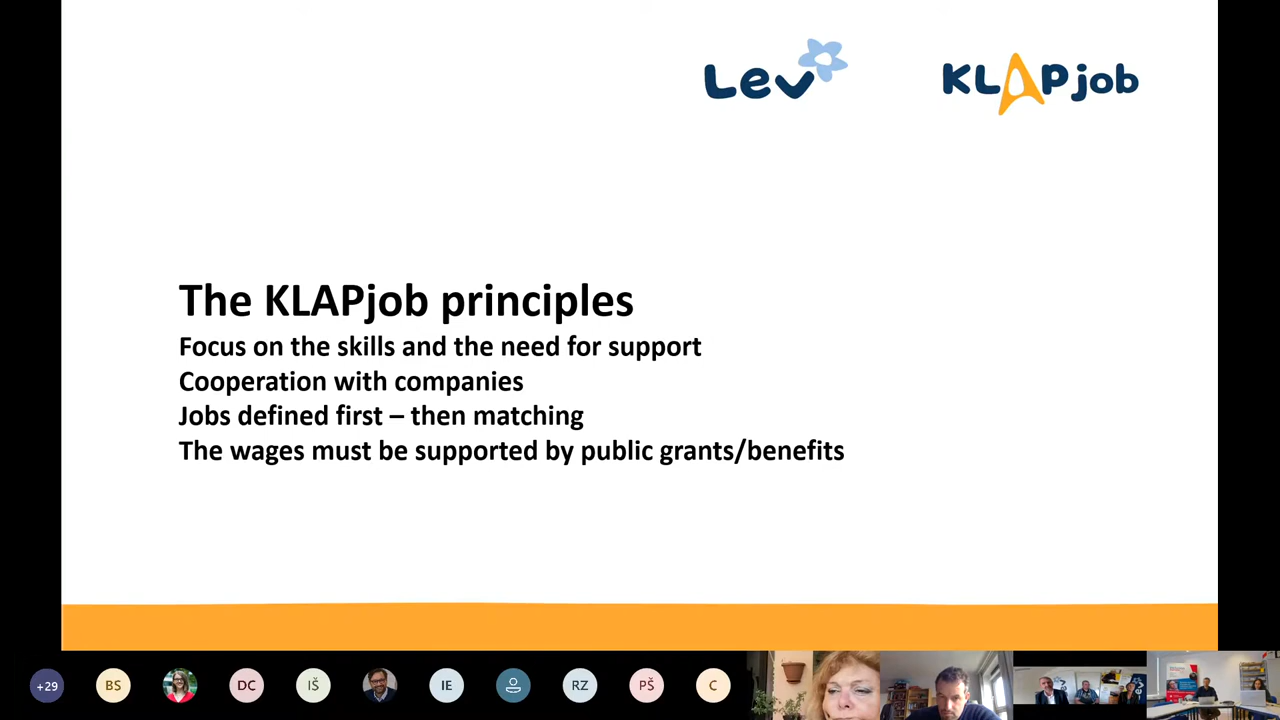 Lev
KLAPjob
The KLAPjob principles
Focus on the skills and the need for support
Cooperation with companies
Jobs defined first – then matching
The wages must be supported by public grants/benefits
+29
BS
DC
IŠ
IE
RZ
PŠ
C